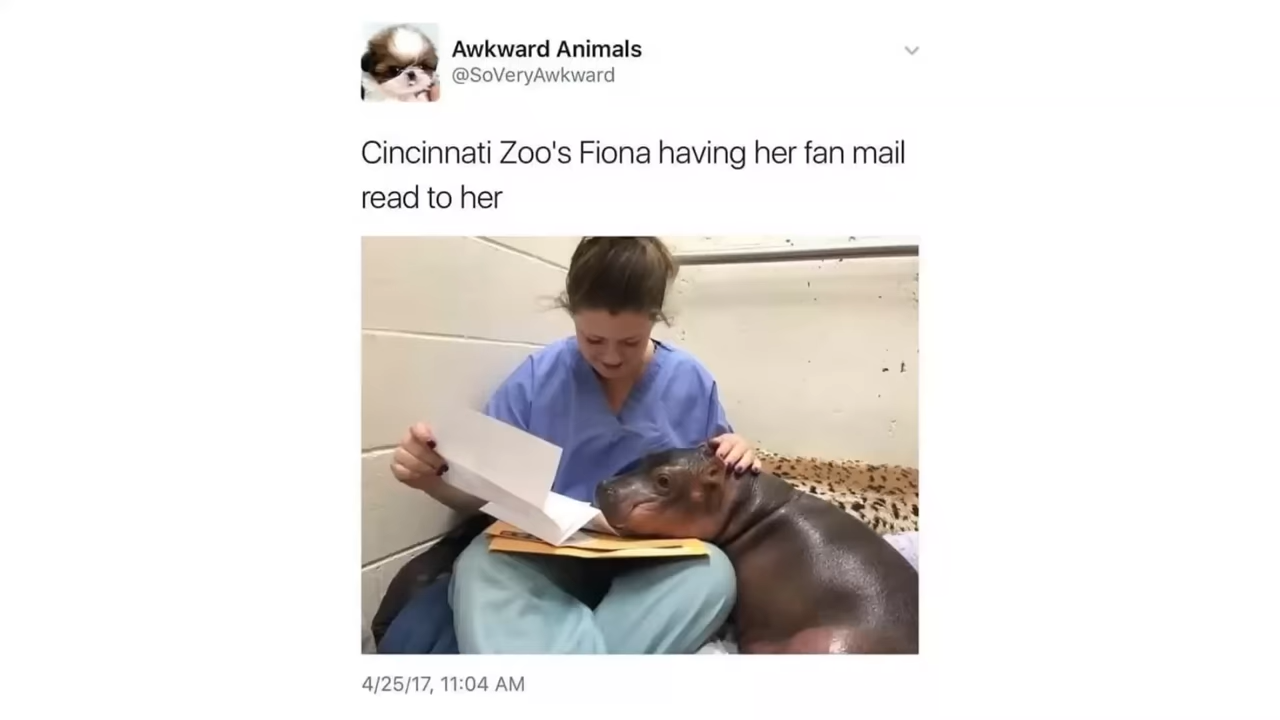 Awkward Animals
@SoVeryAwkward
Cincinnati Zoo's Fiona having her fan mail
read to her
4/25/17, 11:04 AM